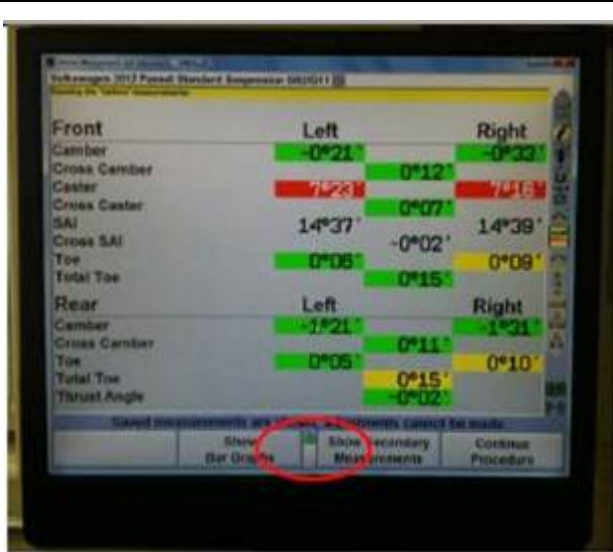 Volkswagen 2012 Passat Standard Suspension
Front Left Right
Camber -0°21' -0°33'
Cross Camber 0°12'
Caster 7°23' 7°16'
Cross Caster 0°07'
SAI 14°37' 14°39'
Cross SAI -0°02'
Toe 0°06' 0°09'
Total Toe 0°15'
Rear Left Right
Camber -1°21' -1°31'
Cross Camber 0°11'
Toe 0°05' 0°10'
Total Toe 0°15'
Thrust Angle -0°02'
Saved measurements are shown, adjustments cannot be made.
Show Bar Graphs
Show Secondary Measurements
Continue Procedure